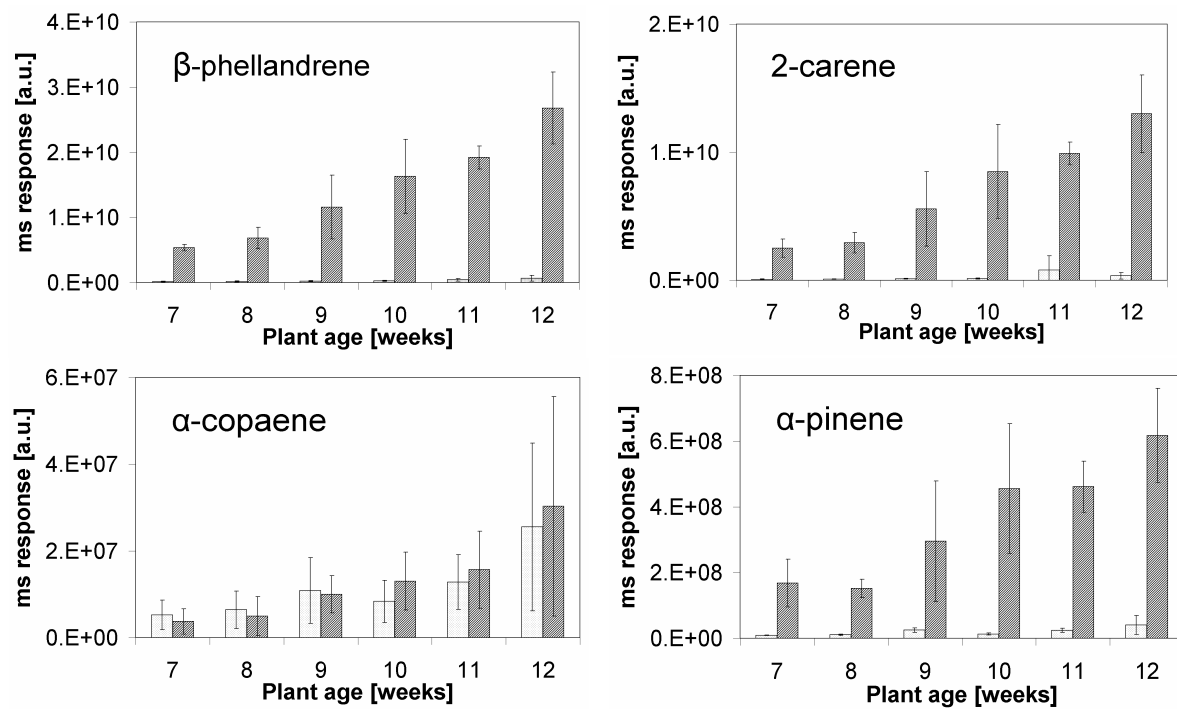 β-phellandrene
ms response [a.u.]
4.E+10
3.E+10
2.E+10
1.E+10
0.E+00
7 8 9 10 11 12
Plant age [weeks]
2-carene
ms response [a.u.]
2.E+10
1.E+10
0.E+00
7 8 9 10 11 12
Plant age [weeks]
α-copaene
ms response [a.u.]
6.E+07
4.E+07
2.E+07
0.E+00
7 8 9 10 11 12
Plant age [weeks]
α-pinene
ms response [a.u.]
8.E+08
6.E+08
4.E+08
2.E+08
0.E+00
7 8 9 10 11 12
Plant age [weeks]